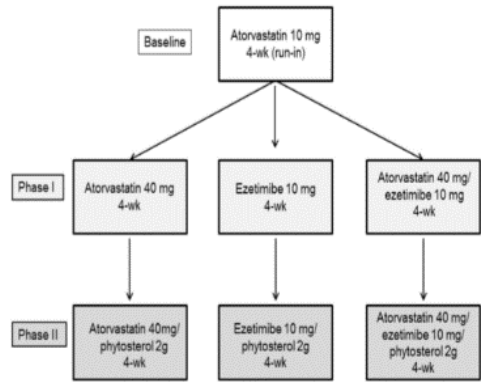 Baseline
Atorvastatin 10 mg
4-wk (run-in)
Phase I
Atorvastatin 40 mg
4-wk
Ezetimibe 10 mg
4-wk
Atorvastatin 40 mg/
ezetimibe 10 mg
4-wk
Phase II
Atorvastatin 40mg/
phytosterol 2g
4-wk
Ezetimibe 10 mg/
phytosterol 2g
4-wk
Atorvastatin 40 mg/
ezetimibe 10 mg/
phytosterol 2g
4-wk